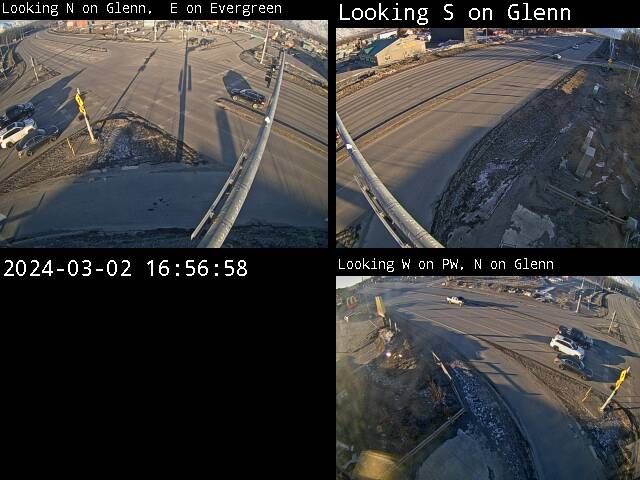 Looking N on Glenn, E on Evergreen
Looking S on Glenn
2024-03-02 16:56:58
Looking W on PW, N on Glenn